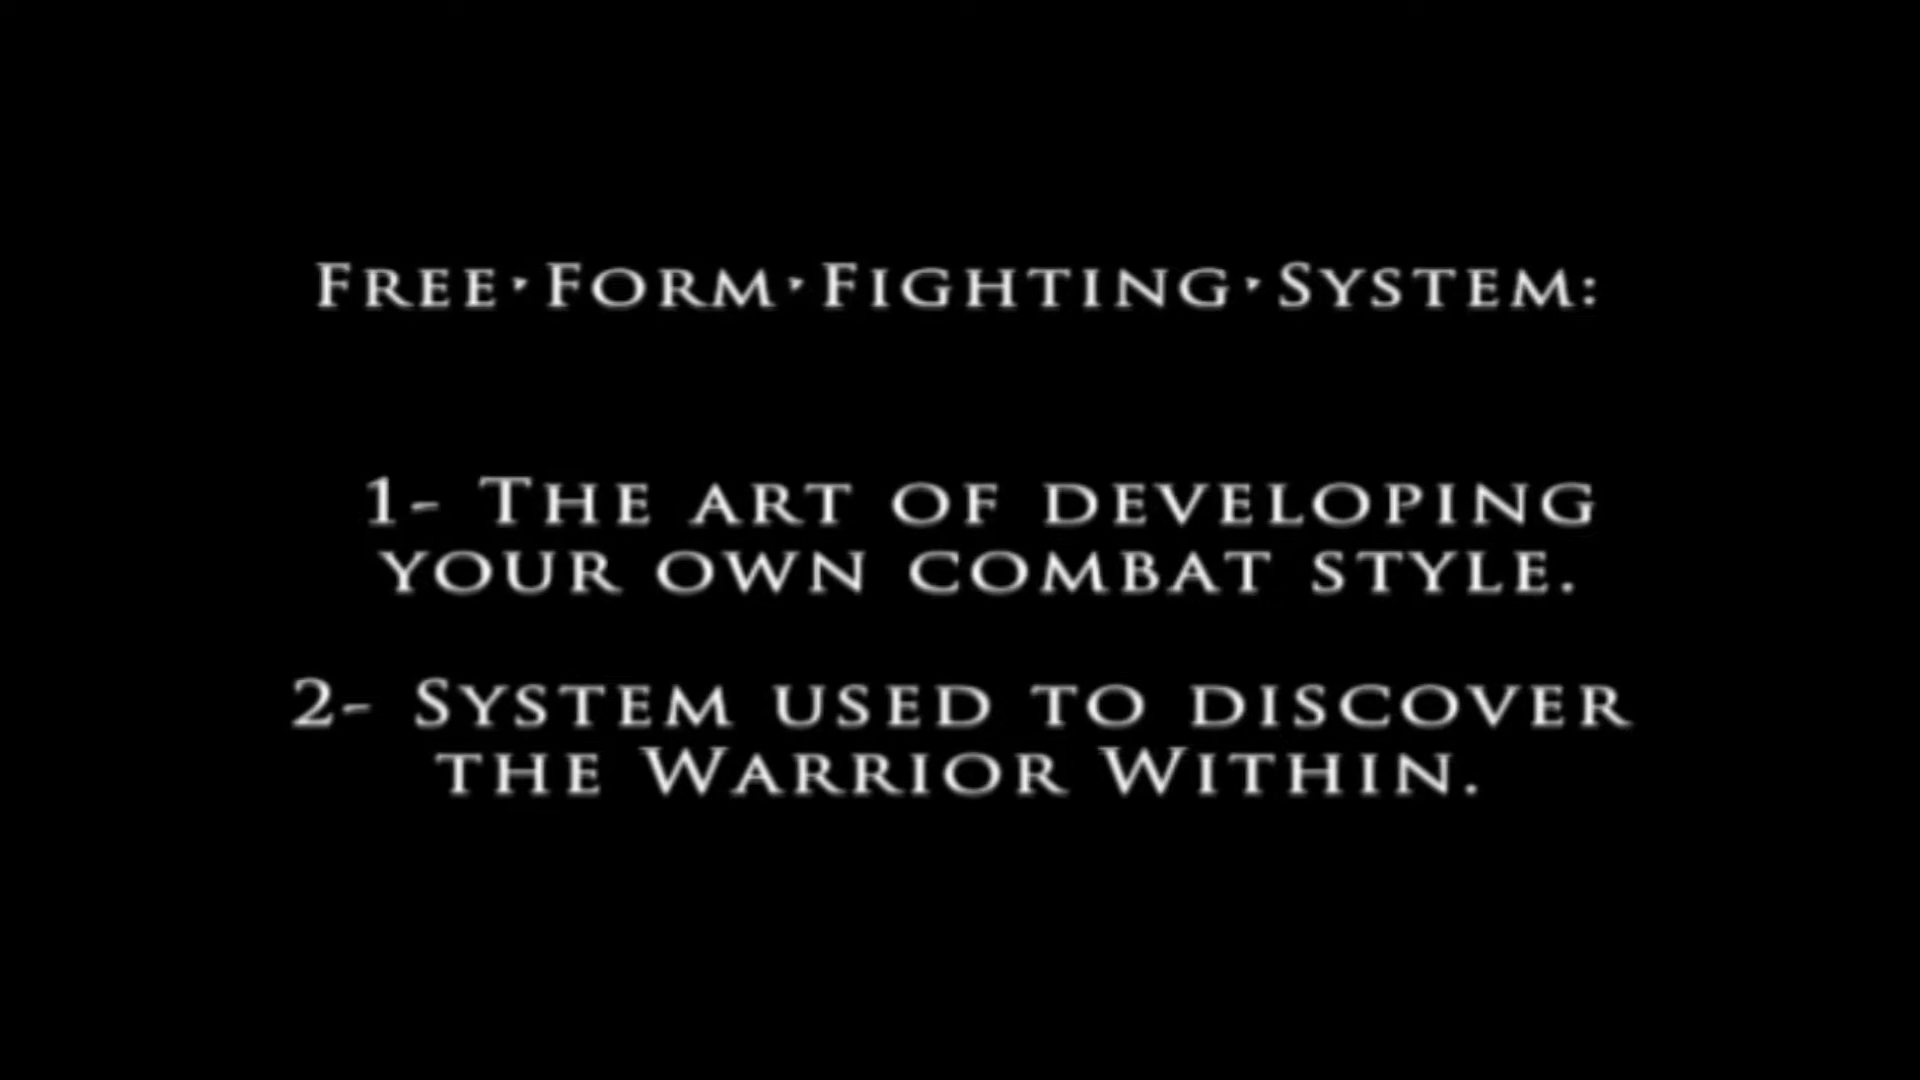 Free·Form·Fighting·System:
1- The art of developing
your own combat style.
2- System used to discover
the Warrior Within.